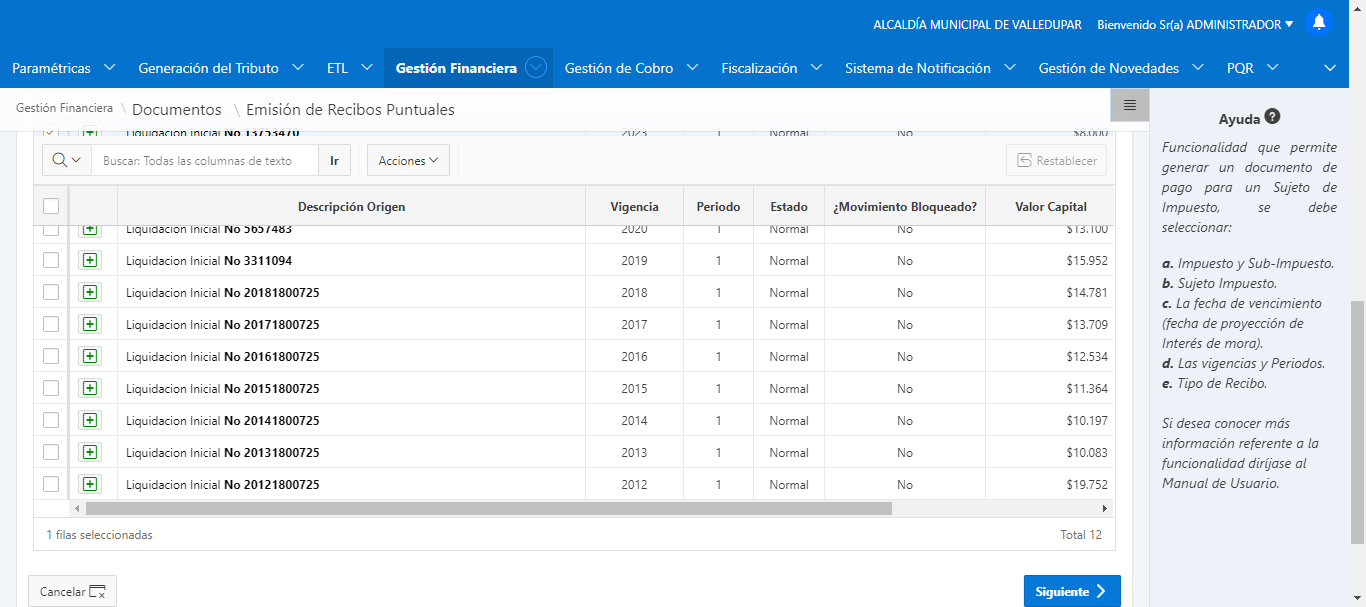 ALCALDÍA MUNICIPAL DE VALLEDUPAR Bienvenido Sr(a) ADMINISTRADOR
Paramétricas Generación del Tributo ETL Gestión Financiera Gestión de Cobro Fiscalización Sistema de Notificación Gestión de Novedades PQR
Gestión Financiera \ Documentos \ Emisión de Recibos Puntuales
Liquidacion Inicial No 13753470 2023 1 Normal No $8.000
Buscar: Todas las columnas de texto Ir Acciones Restablecer
Descripción Origen Vigencia Periodo Estado ¿Movimiento Bloqueado? Valor Capital
Liquidacion Inicial No 5657483 2020 1 Normal No $13.100
Liquidacion Inicial No 3311094 2019 1 Normal No $15.952
Liquidacion Inicial No 20181800725 2018 1 Normal No $14.781
Liquidacion Inicial No 20171800725 2017 1 Normal No $13.709
Liquidacion Inicial No 20161800725 2016 1 Normal No $12.534
Liquidacion Inicial No 20151800725 2015 1 Normal No $11.364
Liquidacion Inicial No 20141800725 2014 1 Normal No $10.197
Liquidacion Inicial No 20131800725 2013 1 Normal No $10.083
Liquidacion Inicial No 20121800725 2012 1 Normal No $19.752
1 filas seleccionadas Total 12
Cancelar Siguiente
Ayuda ?
Funcionalidad que permite
generar un documento de
pago para un Sujeto de
Impuesto, se debe
seleccionar:
a. Impuesto y Sub-Impuesto.
b. Sujeto Impuesto.
c. La fecha de vencimiento
(fecha de proyección de
Interés de mora).
d. Las vigencias y Periodos.
e. Tipo de Recibo.
Si desea conocer más
información referente a la
funcionalidad diríjase al
Manual de Usuario.